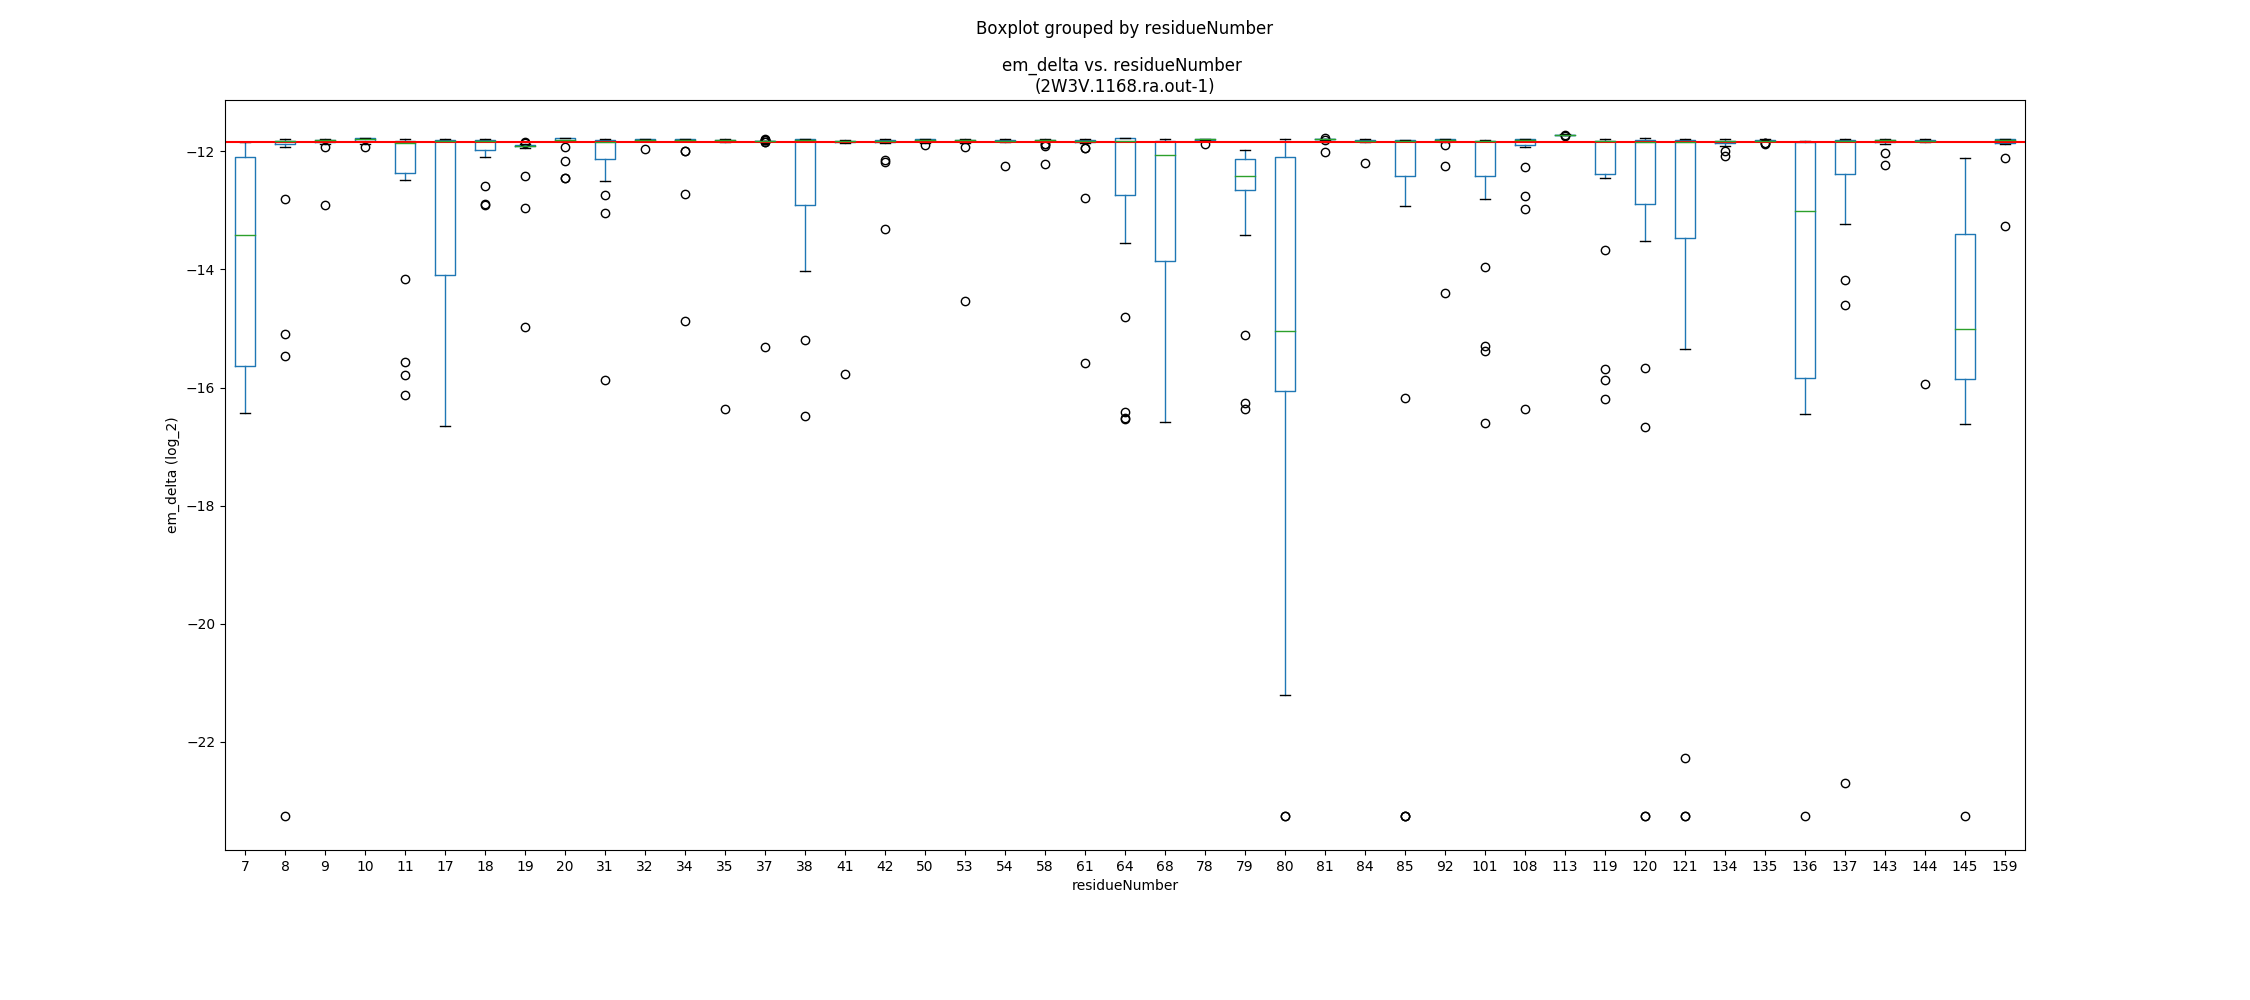 Boxplot grouped by residueNumber
em_delta vs. residueNumber
(2W3V.1168.ra.out-1)
em_delta (log_2)
−12
−14
−16
−18
−20
−22
7 8 9 10 11 17 18 19 20 31 32 34 35 37 38 41 42 50 53 54 58 61 64 68 78 79 80 81 84 85 92 101 108 113 119 120 121 134 135 136 137 143 144 145 159
residueNumber